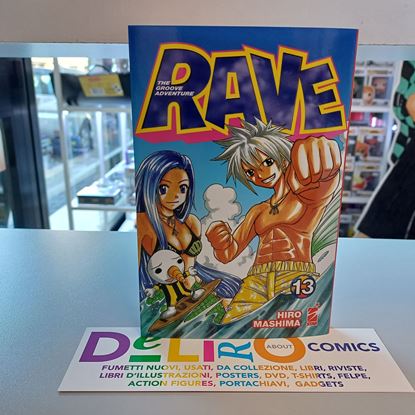 RAVE
THE
GROOVE
ADVENTURE
13
HIRO
MASHIMA
DELIRO ABOUT COMICS
FUMETTI NUOVI, USATI, DA COLLEZIONE, LIBRI, RIVISTE,
LIBRI D'ILLUSTRAZIONI, POSTERS, DVD, T-SHIRTS, FELPE,
ACTION FIGURES, PORTACHIAVI, GADGETS